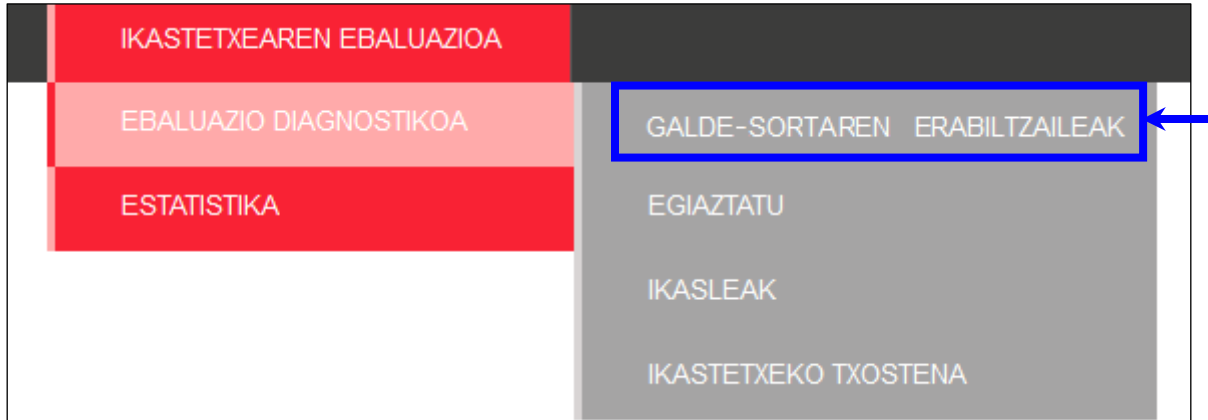 IKASTETXEAREN EBALUAZIOA
EBALUAZIO DIAGNOSTIKOA
ESTATISTIKA
GALDE-SORTAREN ERABILTZAILEAK
EGIAZTATU
IKASLEAK
IKASTETXEKO TXOSTENA